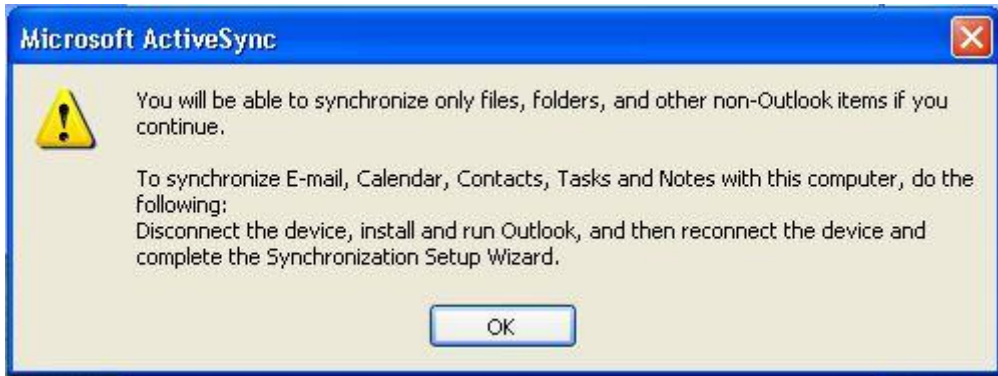 Microsoft ActiveSync
You will be able to synchronize only files, folders, and other non-Outlook items if you
continue.
To synchronize E-mail, Calendar, Contacts, Tasks and Notes with this computer, do the
following:
Disconnect the device, install and run Outlook, and then reconnect the device and
complete the Synchronization Setup Wizard.
OK